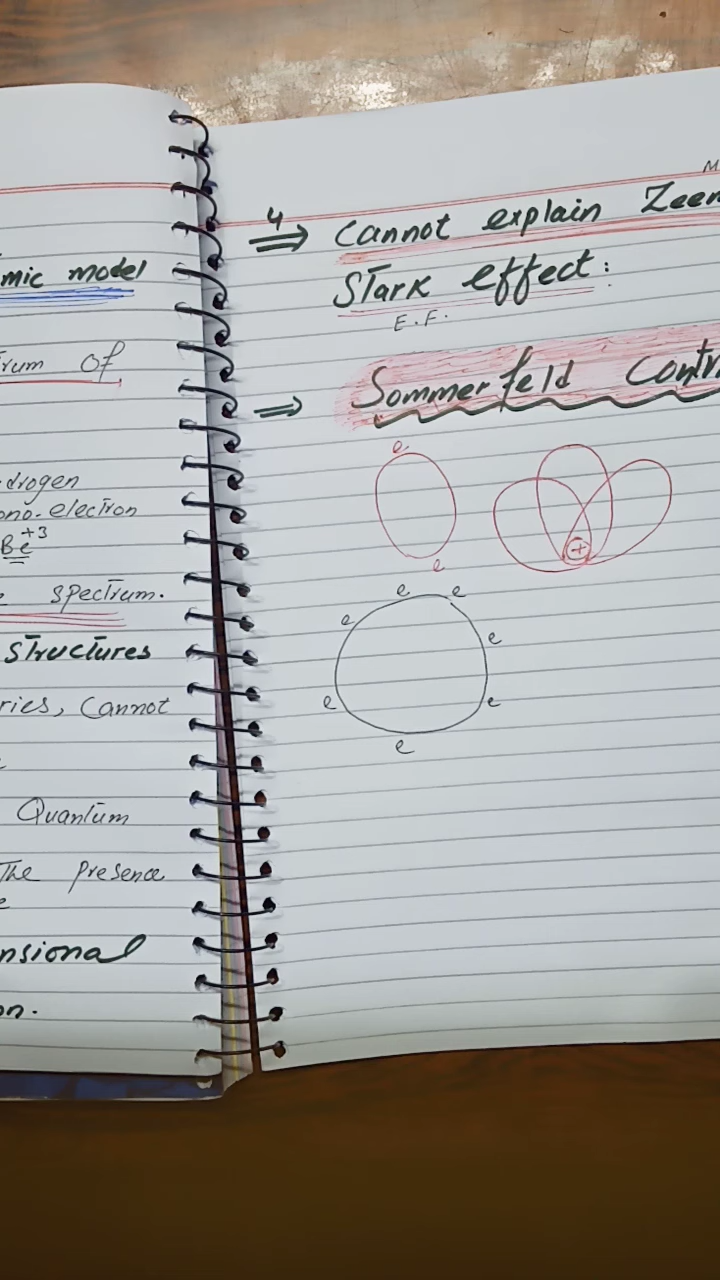 mic model
rum of
drogen
ono-electron
Be+3
spectrum.
structures
ries, Cannot
Quantum
The presence
nsional
on.
M
4
⇒ Cannot explain Zeem
Stark effect:
E.F.
⇒ Sommerfeld Contr
e
e
+
e e
e
e
e e
e